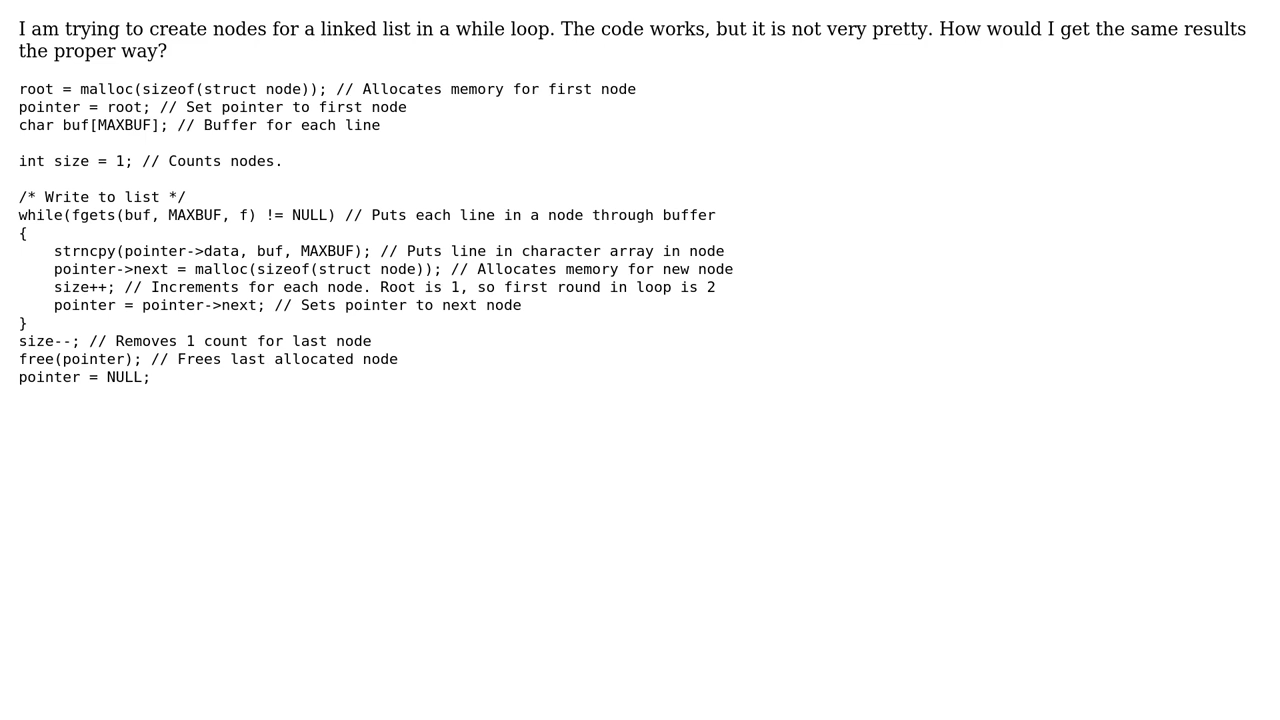 I am trying to create nodes for a linked list in a while loop. The code works, but it is not very pretty. How would I get the same results
the proper way?
root = malloc(sizeof(struct node)); // Allocates memory for first node
pointer = root; // Set pointer to first node
char buf[MAXBUF]; // Buffer for each line
int size = 1; // Counts nodes.
/* Write to list */
while(fgets(buf, MAXBUF, f) != NULL) // Puts each line in a node through buffer
{
    strncpy(pointer->data, buf, MAXBUF); // Puts line in character array in node
    pointer->next = malloc(sizeof(struct node)); // Allocates memory for new node
    size++; // Increments for each node. Root is 1, so first round in loop is 2
    pointer = pointer->next; // Sets pointer to next node
}
size--; // Removes 1 count for last node
free(pointer); // Frees last allocated node
pointer = NULL;